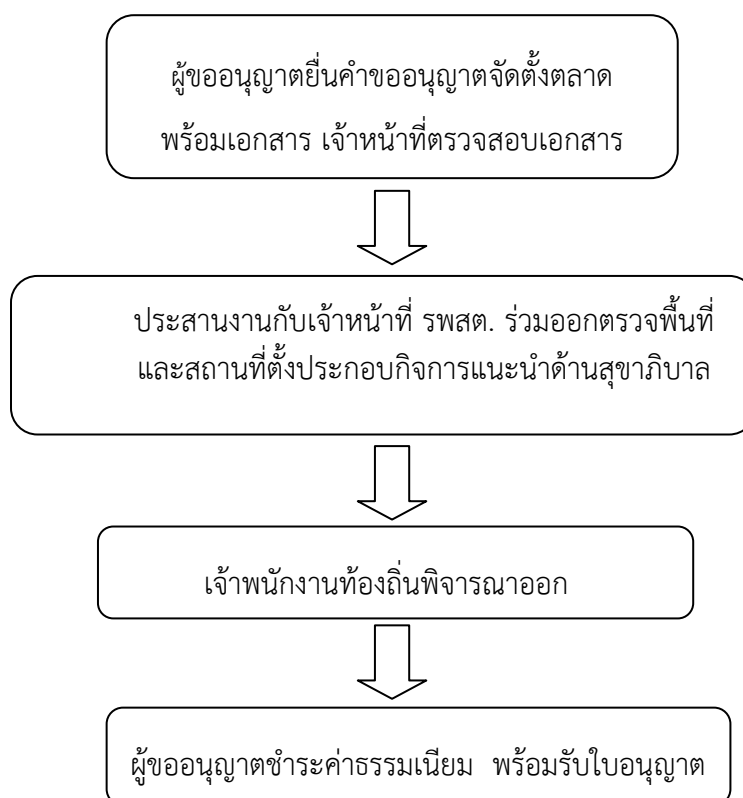 ผู้ขออนุญาตยื่นคำขออนุญาตจัดตั้งตลาด
พร้อมเอกสาร เจ้าหน้าที่ตรวจสอบเอกสาร
ประสานงานกับเจ้าหน้าที่ รพสต. ร่วมออกตรวจพื้นที่
และสถานที่ตั้งประกอบกิจการแนะนำด้านสุขาภิบาล
เจ้าพนักงานท้องถิ่นพิจารณาออก
ผู้ขออนุญาตชำระค่าธรรมเนียม พร้อมรับใบอนุญาต